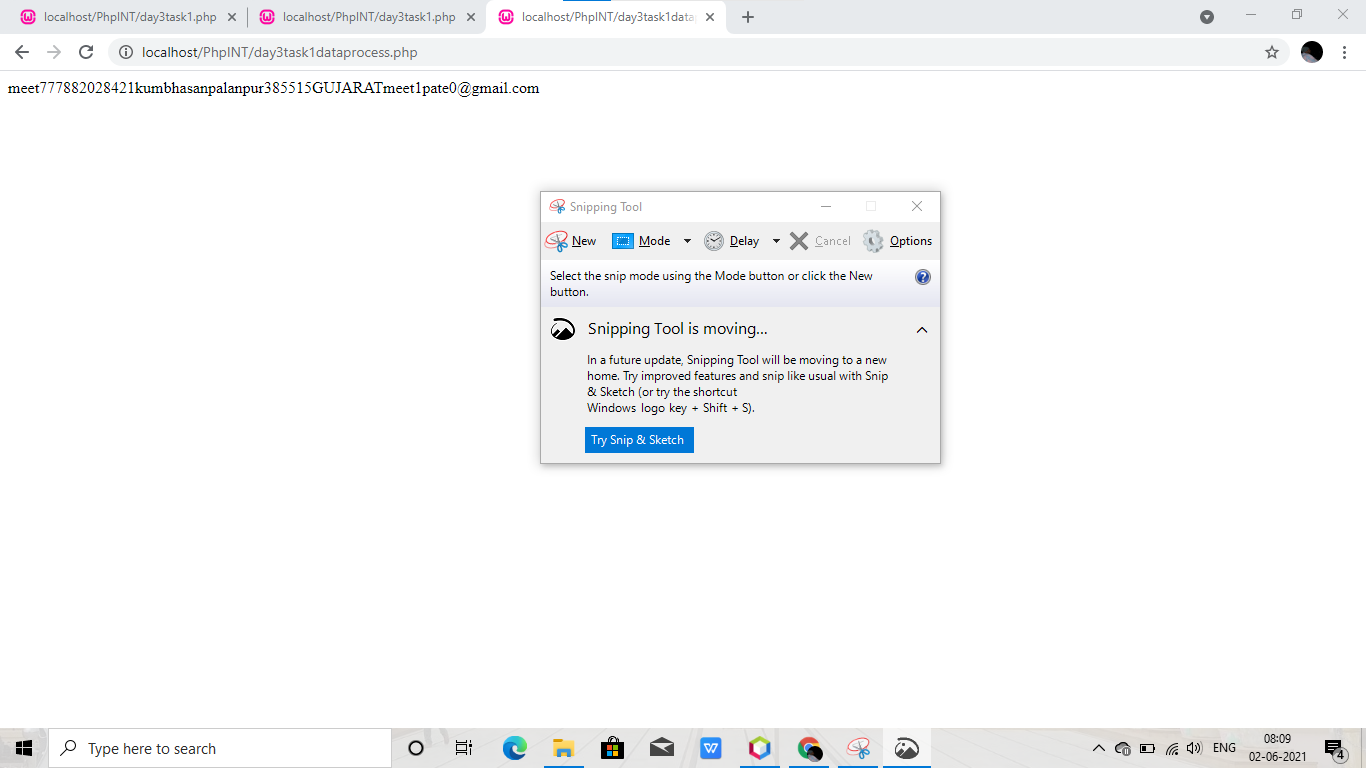 localhost/PhpINT/day3task1.php
localhost/PhpINT/day3task1.php
localhost/PhpINT/day3task1data
localhost/PhpINT/day3task1dataprocess.php
meet777882028421kumbhasanpalanpur385515GUJARATmeet1pate0@gmail.com
Snipping Tool
New Mode Delay Cancel Options
Select the snip mode using the Mode button or click the New
button.
Snipping Tool is moving...
In a future update, Snipping Tool will be moving to a new
home. Try improved features and snip like usual with Snip
& Sketch (or try the shortcut
Windows logo key + Shift + S).
Try Snip & Sketch
Type here to search
ENG
08:09
02-06-2021
4